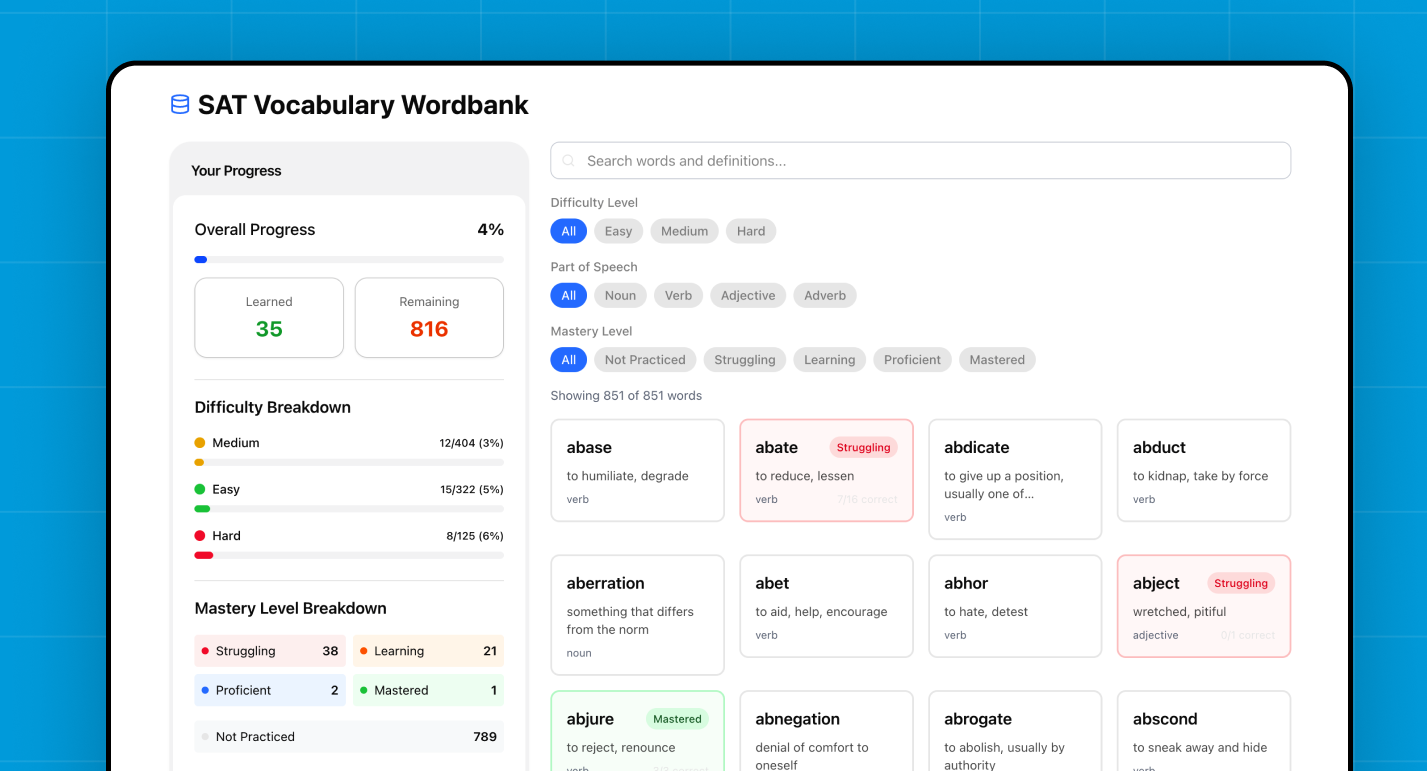 SAT Vocabulary Wordbank
Your Progress
Overall Progress 4%
Learned
35
Remaining
816
Difficulty Breakdown
Medium 12/404 (3%)
Easy 15/322 (5%)
Hard 8/125 (6%)
Mastery Level Breakdown
Struggling 38
Learning 21
Proficient 2
Mastered 1
Not Practiced 789
Search words and definitions...
Difficulty Level
All Easy Medium Hard
Part of Speech
All Noun Verb Adjective Adverb
Mastery Level
All Not Practiced Struggling Learning Proficient Mastered
Showing 851 of 851 words
abase
to humiliate, degrade
verb
abate Struggling
to reduce, lessen
verb 7/16 correct
abdicate
to give up a position,
usually one of...
verb
abduct
to kidnap, take by force
verb
aberration
something that differs
from the norm
noun
abet
to aid, help, encourage
verb
abhor
to hate, detest
verb
abject Struggling
wretched, pitiful
adjective 0/1 correct
abjure Mastered
to reject, renounce
verb
abnegation
denial of comfort to
oneself
abrogate
to abolish, usually by
authority
abscond
to sneak away and hide
verb